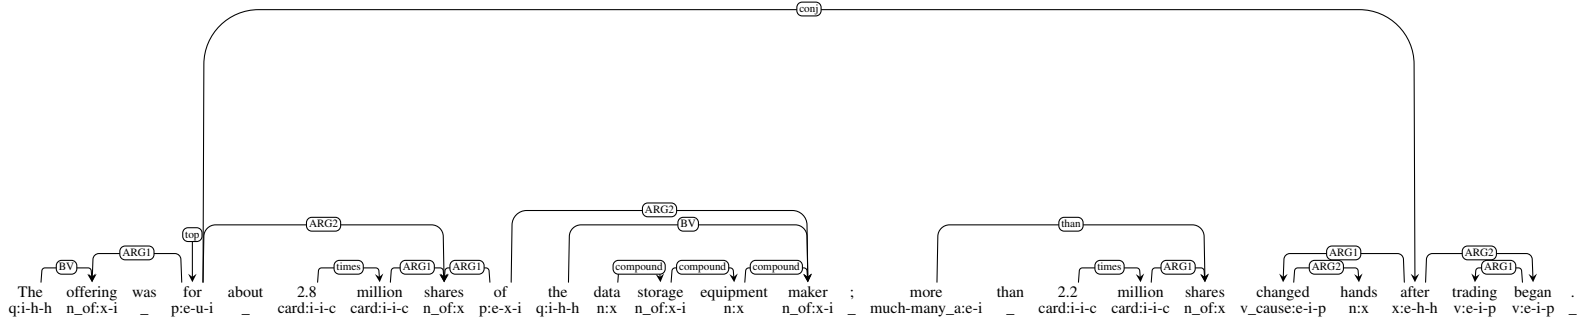 conj
ARG2
ARG2 BV than
top
ARG1 ARG1 ARG2
BV times ARG1 ARG1 compound compound compound times ARG1 ARG2 ARG1
The offering was for about 2.8 million shares of the data storage equipment maker ; more than 2.2 million shares changed hands after trading began .
q:i-h-h n_of:x-i _ p:e-u-i _ card:i-i-c card:i-i-c n_of:x p:e-x-i q:i-h-h n:x n_of:x-i n:x n_of:x-i _ much-many_a:e-i _ card:i-i-c card:i-i-c n_of:x v_cause:e-i-p n:x x:e-h-h v:e-i-p v:e-i-p _